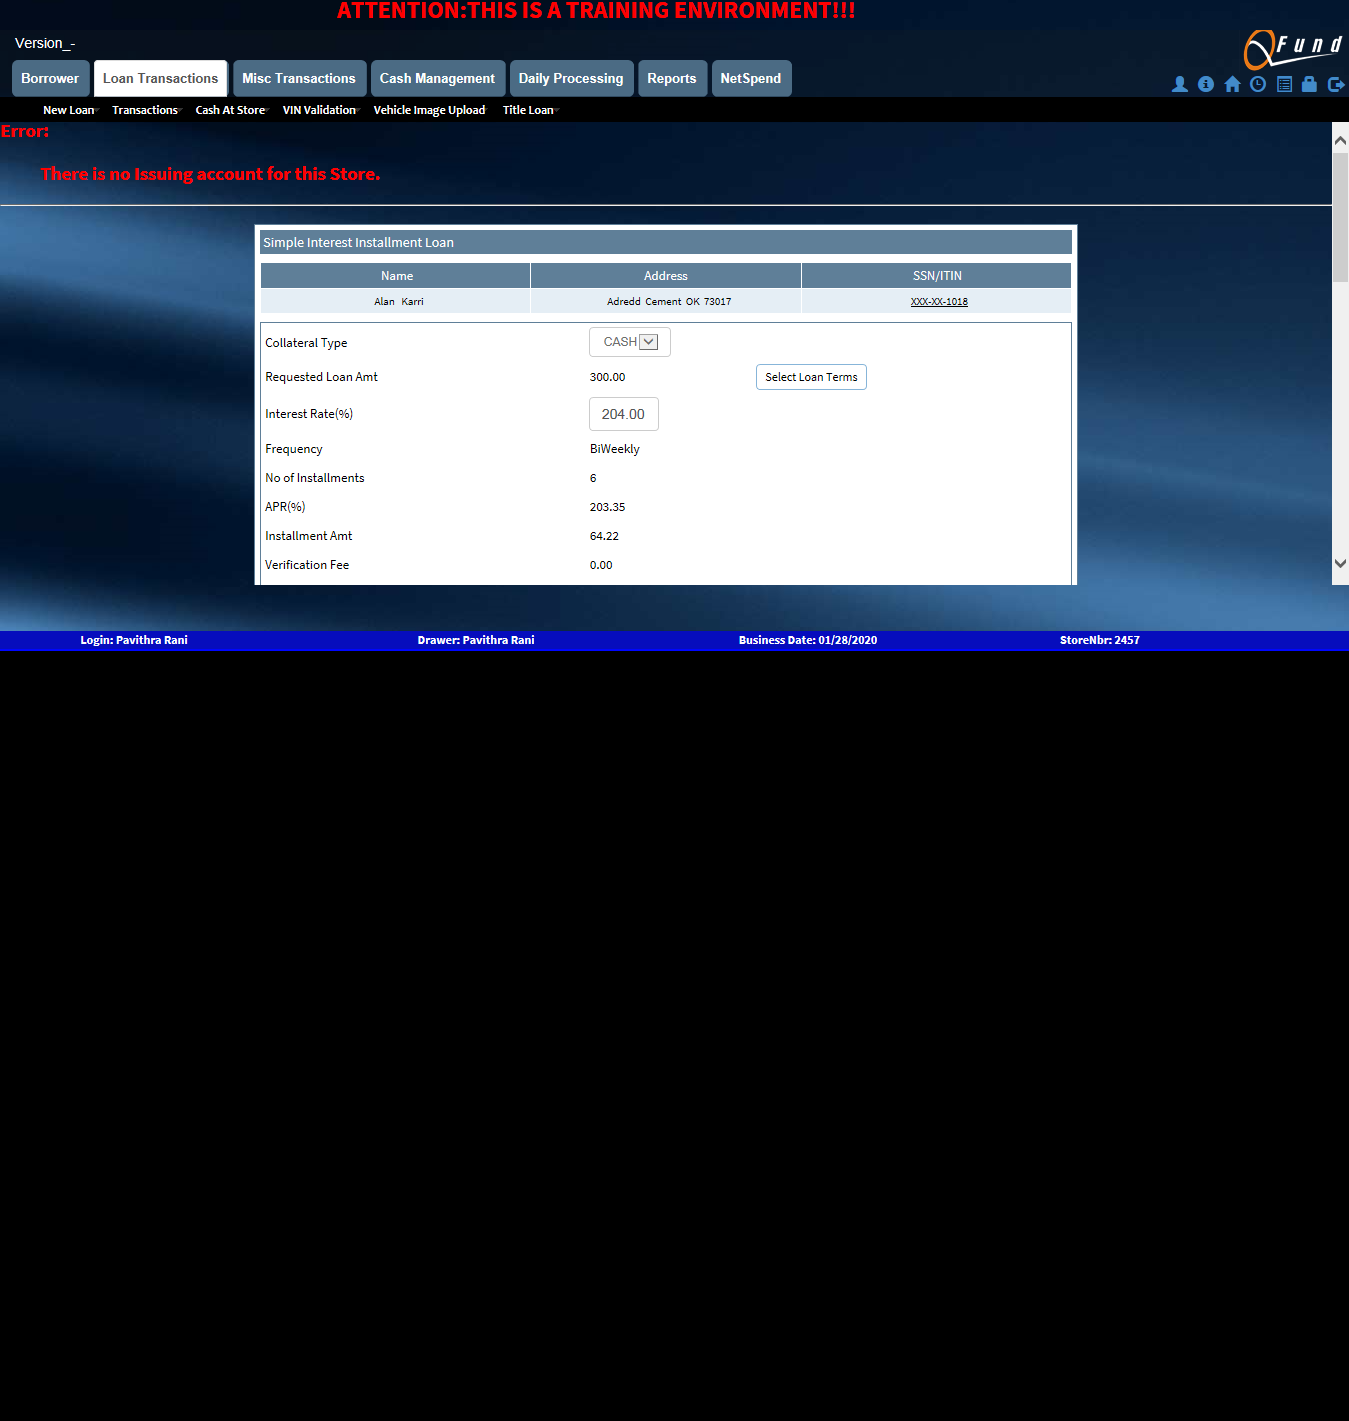 ATTENTION:THIS IS A TRAINING ENVIRONMENT!!!
Version_-
QFund
Borrower Loan Transactions Misc Transactions Cash Management Daily Processing Reports NetSpend
New Loan Transactions Cash At Store VIN Validation Vehicle Image Upload Title Loan
Error:
There is no Issuing account for this Store.
Simple Interest Installment Loan
Name Address SSN/ITIN
Alan Karri Adredd Cement OK 73017 XXX-XX-1018
Collateral Type CASH
Requested Loan Amt 300.00 Select Loan Terms
Interest Rate(%) 204.00
Frequency BiWeekly
No of Installments 6
APR(%) 203.35
Installment Amt 64.22
Verification Fee 0.00
Login: Pavithra Rani Drawer: Pavithra Rani Business Date: 01/28/2020 StoreNbr: 2457